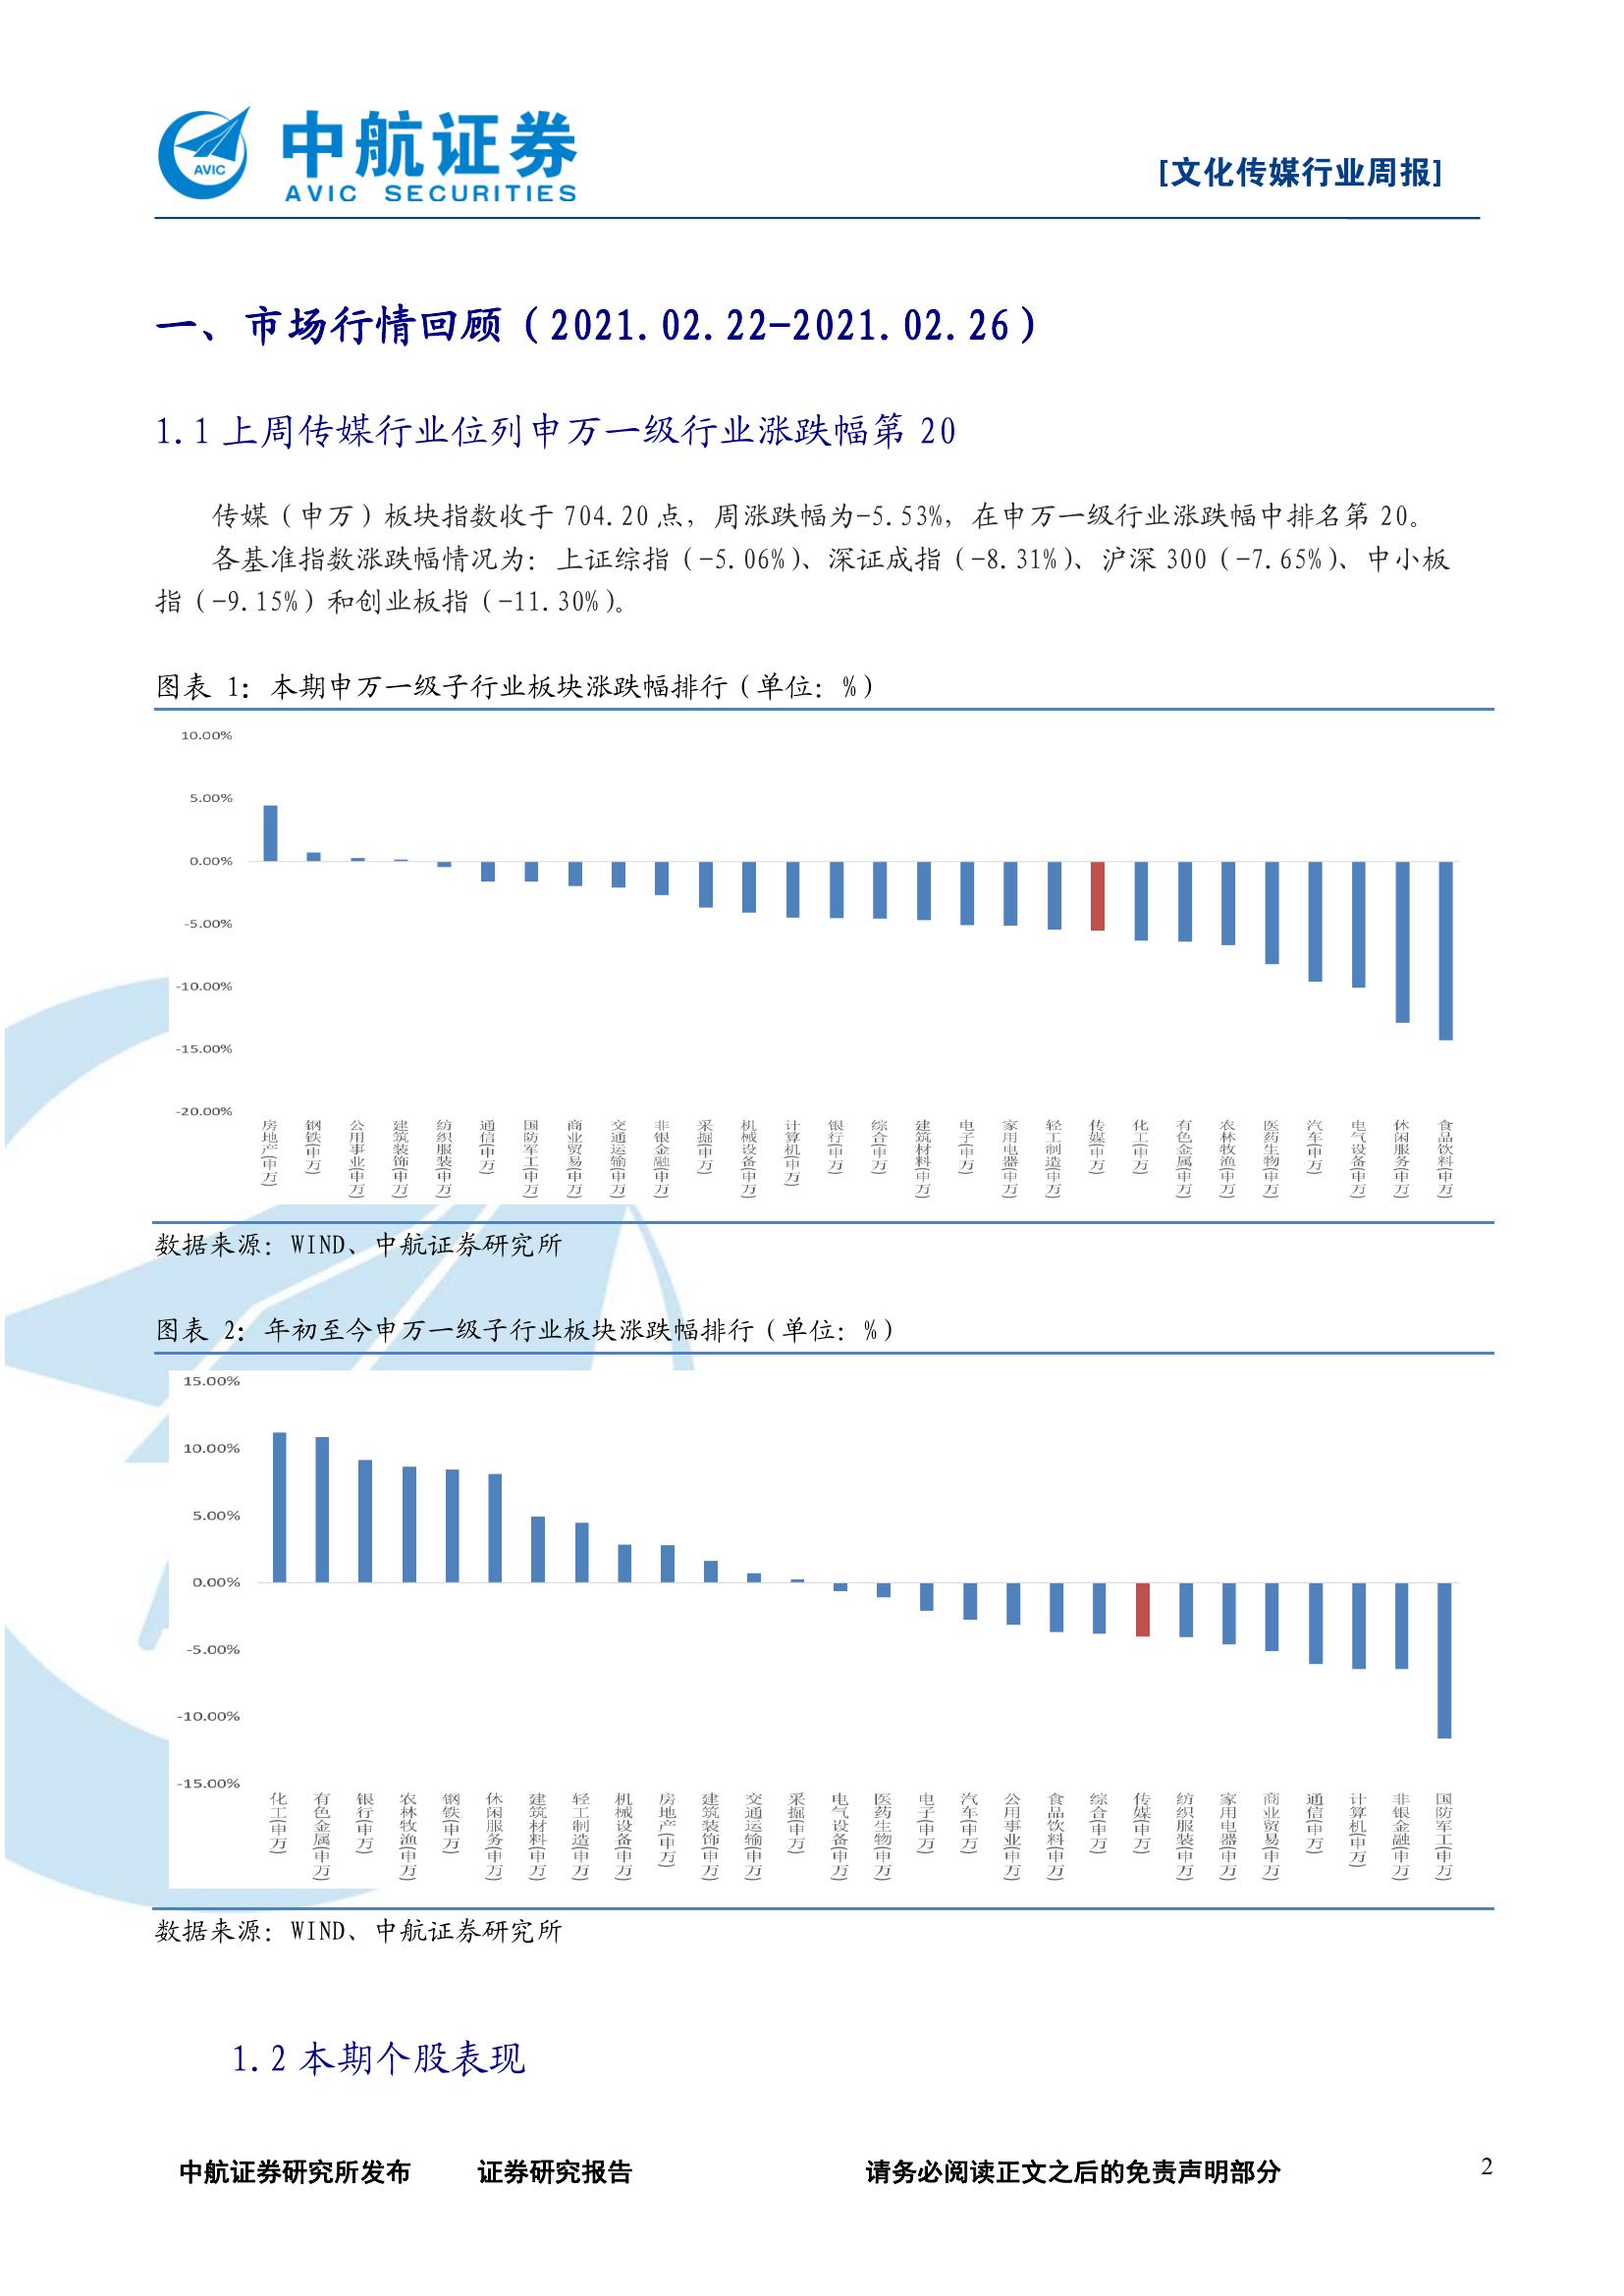 AVIC
中航证券
AVIC SECURITIES
[文化传媒行业周报]
一、市场行情回顾（2021.02.22-2021.02.26）
1.1 上周传媒行业位列申万一级行业涨跌幅第 20
传媒（申万）板块指数收于 704.20 点，周涨跌幅为-5.53%，在申万一级行业涨跌幅中排名第 20。
各基准指数涨跌幅情况为：上证综指（-5.06%）、深证成指（-8.31%）、沪深 300（-7.65%）、中小板
指（-9.15%）和创业板指（-11.30%）。
图表 1：本期申万一级子行业板块涨跌幅排行（单位：%）
10.00%
5.00%
0.00%
-5.00%
-10.00%
-15.00%
-20.00%
房地产(申万)
钢铁(申万)
公用事业(申万)
建筑装饰(申万)
纺织服装(申万)
通信(申万)
国防军工(申万)
商业贸易(申万)
交通运输(申万)
非银金融(申万)
采掘(申万)
机械设备(申万)
计算机(申万)
银行(申万)
综合(申万)
建筑材料(申万)
电子(申万)
家用电器(申万)
轻工制造(申万)
传媒(申万)
化工(申万)
有色金属(申万)
农林牧渔(申万)
医药生物(申万)
汽车(申万)
电气设备(申万)
休闲服务(申万)
食品饮料(申万)
数据来源：WIND、中航证券研究所
图表 2：年初至今申万一级子行业板块涨跌幅排行（单位：%）
15.00%
10.00%
5.00%
0.00%
-5.00%
-10.00%
-15.00%
化工(申万)
有色金属(申万)
银行(申万)
农林牧渔(申万)
钢铁(申万)
休闲服务(申万)
建筑材料(申万)
轻工制造(申万)
机械设备(申万)
房地产(申万)
建筑装饰(申万)
交通运输(申万)
采掘(申万)
电气设备(申万)
医药生物(申万)
电子(申万)
汽车(申万)
公用事业(申万)
食品饮料(申万)
综合(申万)
传媒(申万)
纺织服装(申万)
家用电器(申万)
商业贸易(申万)
通信(申万)
计算机(申万)
非银金融(申万)
国防军工(申万)
数据来源：WIND、中航证券研究所
1.2 本期个股表现
中航证券研究所发布 证券研究报告 请务必阅读正文之后的免责声明部分 2